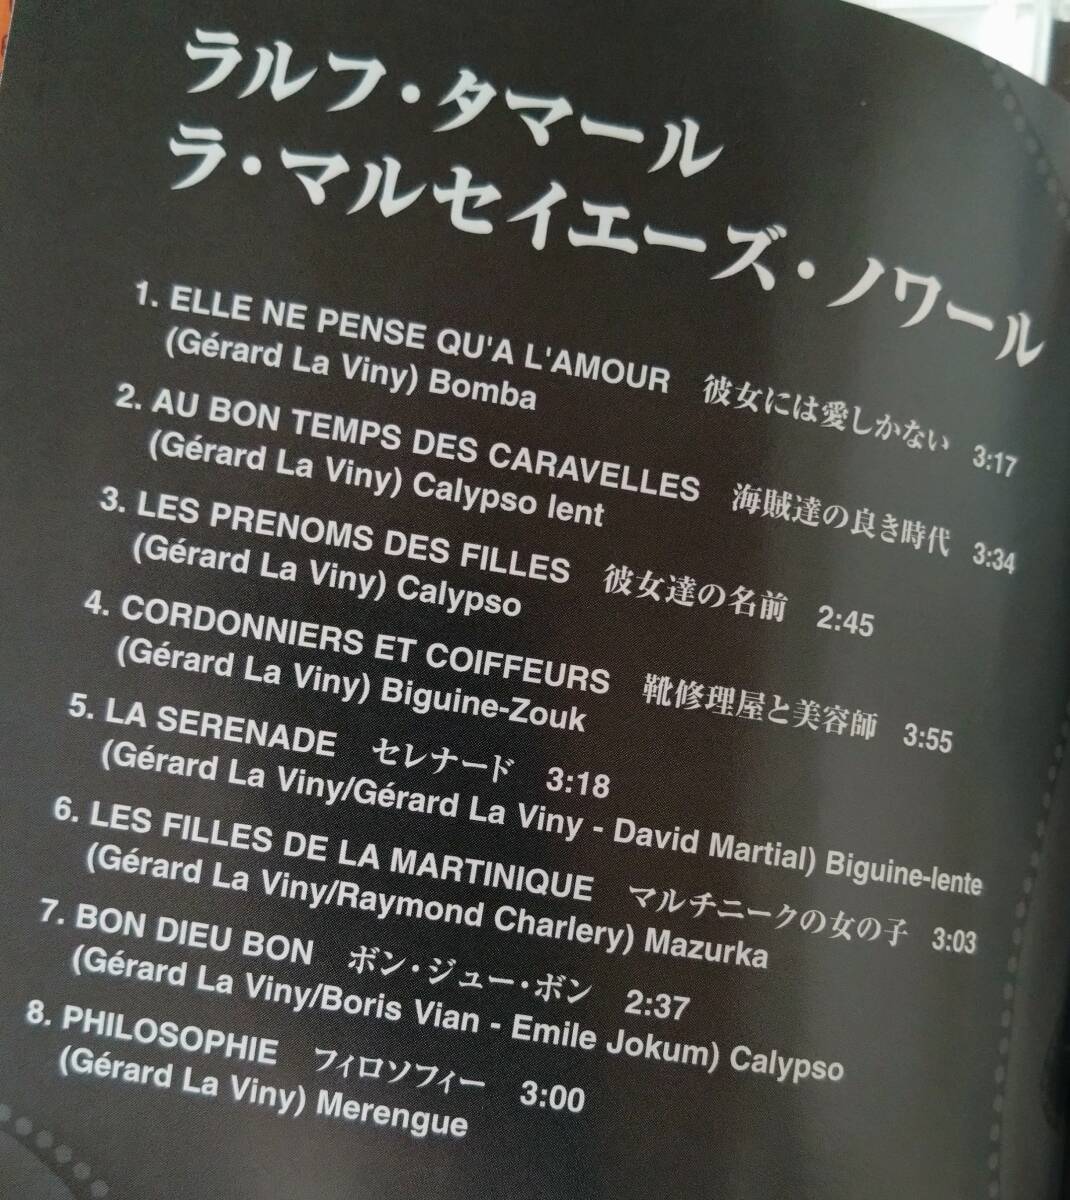 ラルフ・タマール
ラ・マルセイエーズ・ノワール
1. ELLE NE PENSE QU'A L'AMOUR 彼女には愛しかない 3:17
(Gérard La Viny) Bomba
2. AU BON TEMPS DES CARAVELLES 海賊達の良き時代 3:34
(Gérard La Viny) Calypso lent
3. LES PRENOMS DES FILLES 彼女達の名前 2:45
(Gérard La Viny) Calypso
4. CORDONNIERS ET COIFFEURS 靴修理屋と美容師 3:55
(Gérard La Viny) Biguine-Zouk
5. LA SERENADE セレナード 3:18
(Gérard La Viny/Gérard La Viny - David Martial) Biguine-lente
6. LES FILLES DE LA MARTINIQUE マルチニークの女の子 3:03
(Gérard La Viny/Raymond Charlery) Mazurka
7. BON DIEU BON ボン・ジュー・ボン 2:37
(Gérard La Viny/Boris Vian - Emile Jokum) Calypso
8. PHILOSOPHIE フィロソフィー 3:00
(Gérard La Viny) Merengue